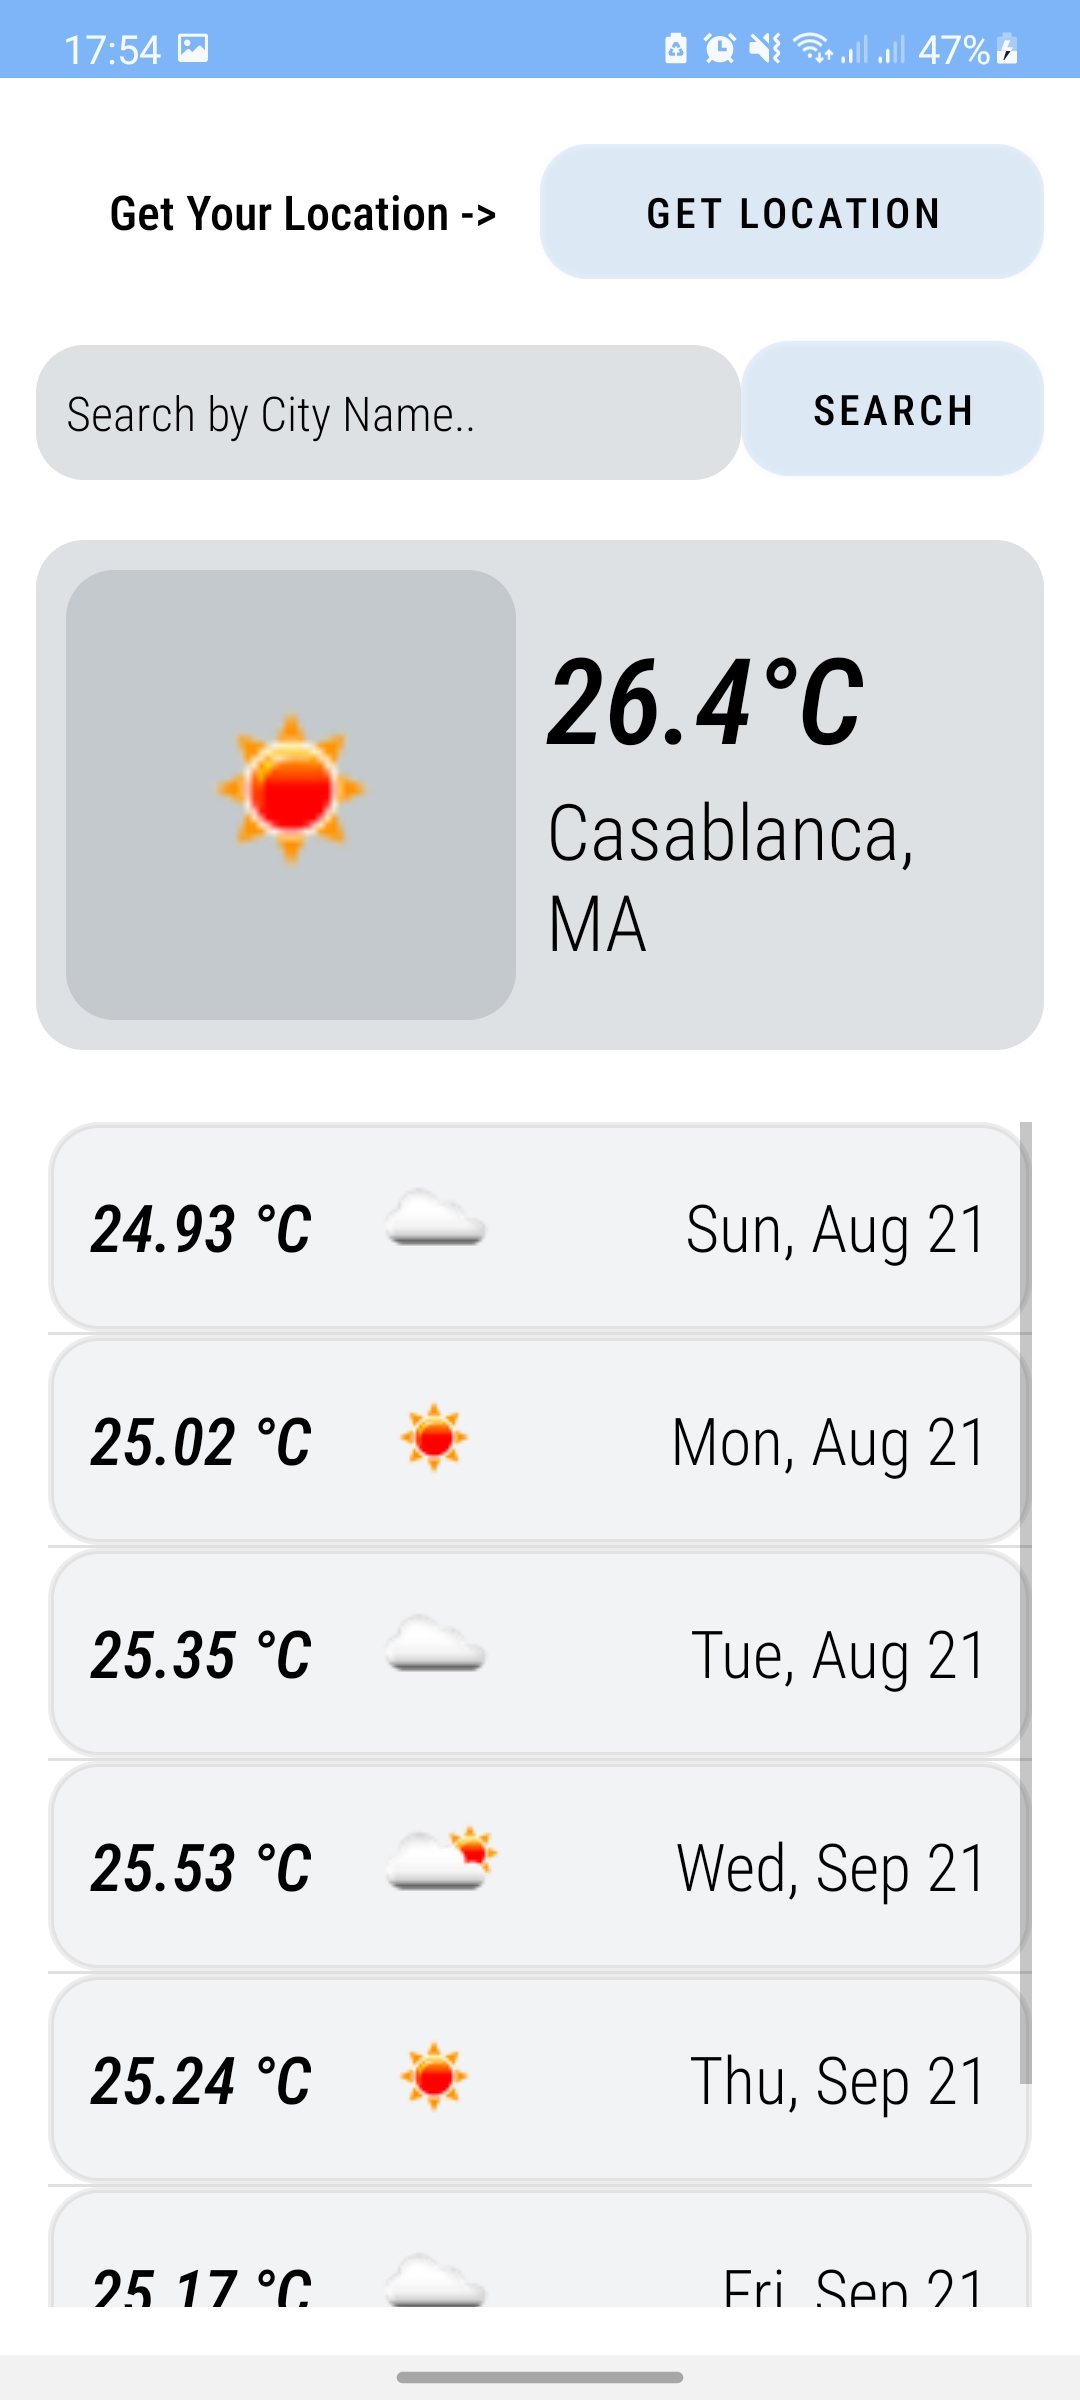 17:54 47%
Get Your Location -> GET LOCATION
Search by City Name.. SEARCH
26.4°C
Casablanca,
MA
24.93 °C Sun, Aug 21
25.02 °C Mon, Aug 21
25.35 °C Tue, Aug 21
25.53 °C Wed, Sep 21
25.24 °C Thu, Sep 21
25.17 °C Fri, Sep 21